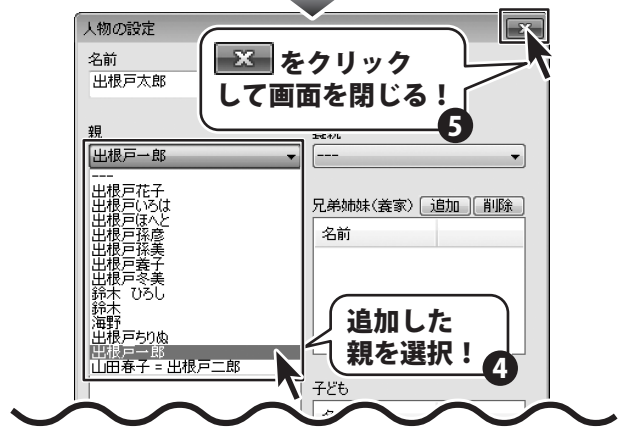 人物の設定
名前
出根戸太郎
をクリック
して画面を閉じる！
5
親
出根戸一郎
---
---
出根戸花子
出根戸いろは
出根戸ほへと
出根戸孫彦
出根戸孫美
出根戸養子
出根戸冬美
鈴木 ひろし
鈴木
海野
出根戸ちりぬ
出根戸一郎
山田春子 = 出根戸二郎
兄弟姉妹(養家) 追加 削除
名前
追加した
親を選択！
4
子ども